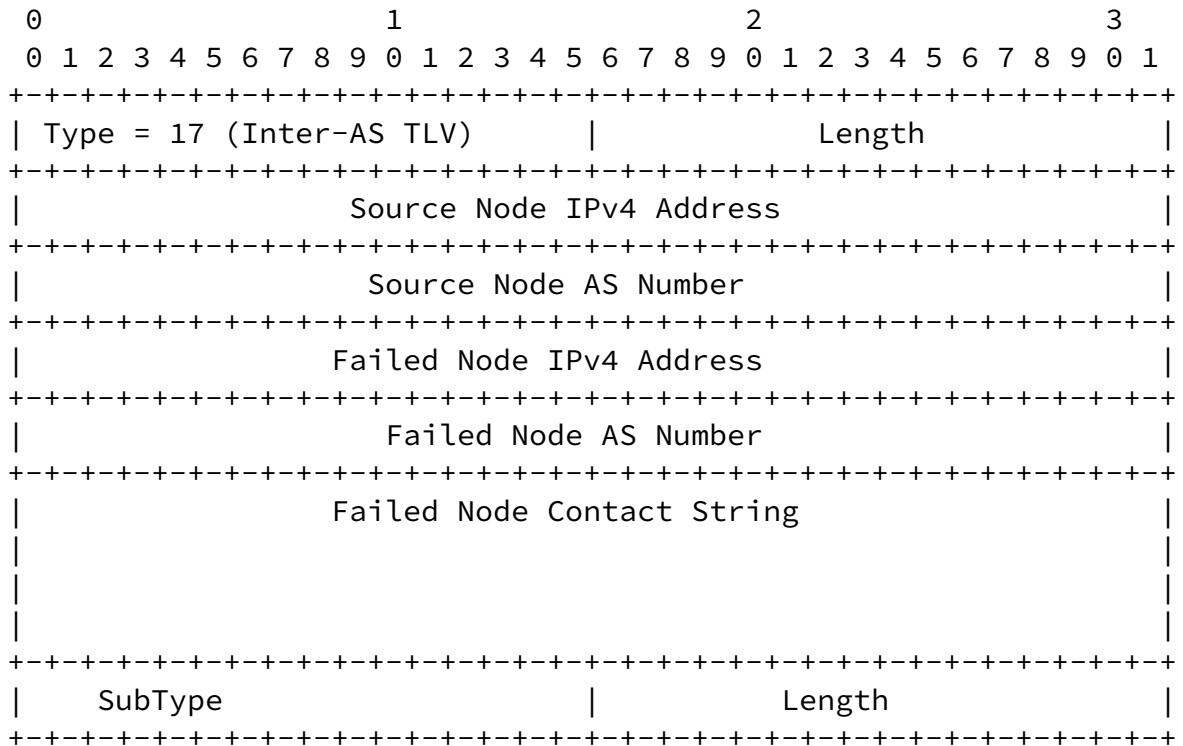 0                   1                   2                   3
 0 1 2 3 4 5 6 7 8 9 0 1 2 3 4 5 6 7 8 9 0 1 2 3 4 5 6 7 8 9 0 1
+-+-+-+-+-+-+-+-+-+-+-+-+-+-+-+-+-+-+-+-+-+-+-+-+-+-+-+-+-+-+-+-+
| Type = 17 (Inter-AS TLV)      |            Length             |
+-+-+-+-+-+-+-+-+-+-+-+-+-+-+-+-+-+-+-+-+-+-+-+-+-+-+-+-+-+-+-+-+
|                  Source Node IPv4 Address                     |
+-+-+-+-+-+-+-+-+-+-+-+-+-+-+-+-+-+-+-+-+-+-+-+-+-+-+-+-+-+-+-+-+
|                   Source Node AS Number                       |
+-+-+-+-+-+-+-+-+-+-+-+-+-+-+-+-+-+-+-+-+-+-+-+-+-+-+-+-+-+-+-+-+
|                 Failed Node IPv4 Address                      |
+-+-+-+-+-+-+-+-+-+-+-+-+-+-+-+-+-+-+-+-+-+-+-+-+-+-+-+-+-+-+-+-+
|                    Failed Node AS Number                      |
+-+-+-+-+-+-+-+-+-+-+-+-+-+-+-+-+-+-+-+-+-+-+-+-+-+-+-+-+-+-+-+-+
|                 Failed Node Contact String                    |
|                                                               |
|                                                               |
|                                                               |
+-+-+-+-+-+-+-+-+-+-+-+-+-+-+-+-+-+-+-+-+-+-+-+-+-+-+-+-+-+-+-+-+
|    SubType                    |          Length               |
+-+-+-+-+-+-+-+-+-+-+-+-+-+-+-+-+-+-+-+-+-+-+-+-+-+-+-+-+-+-+-+-+